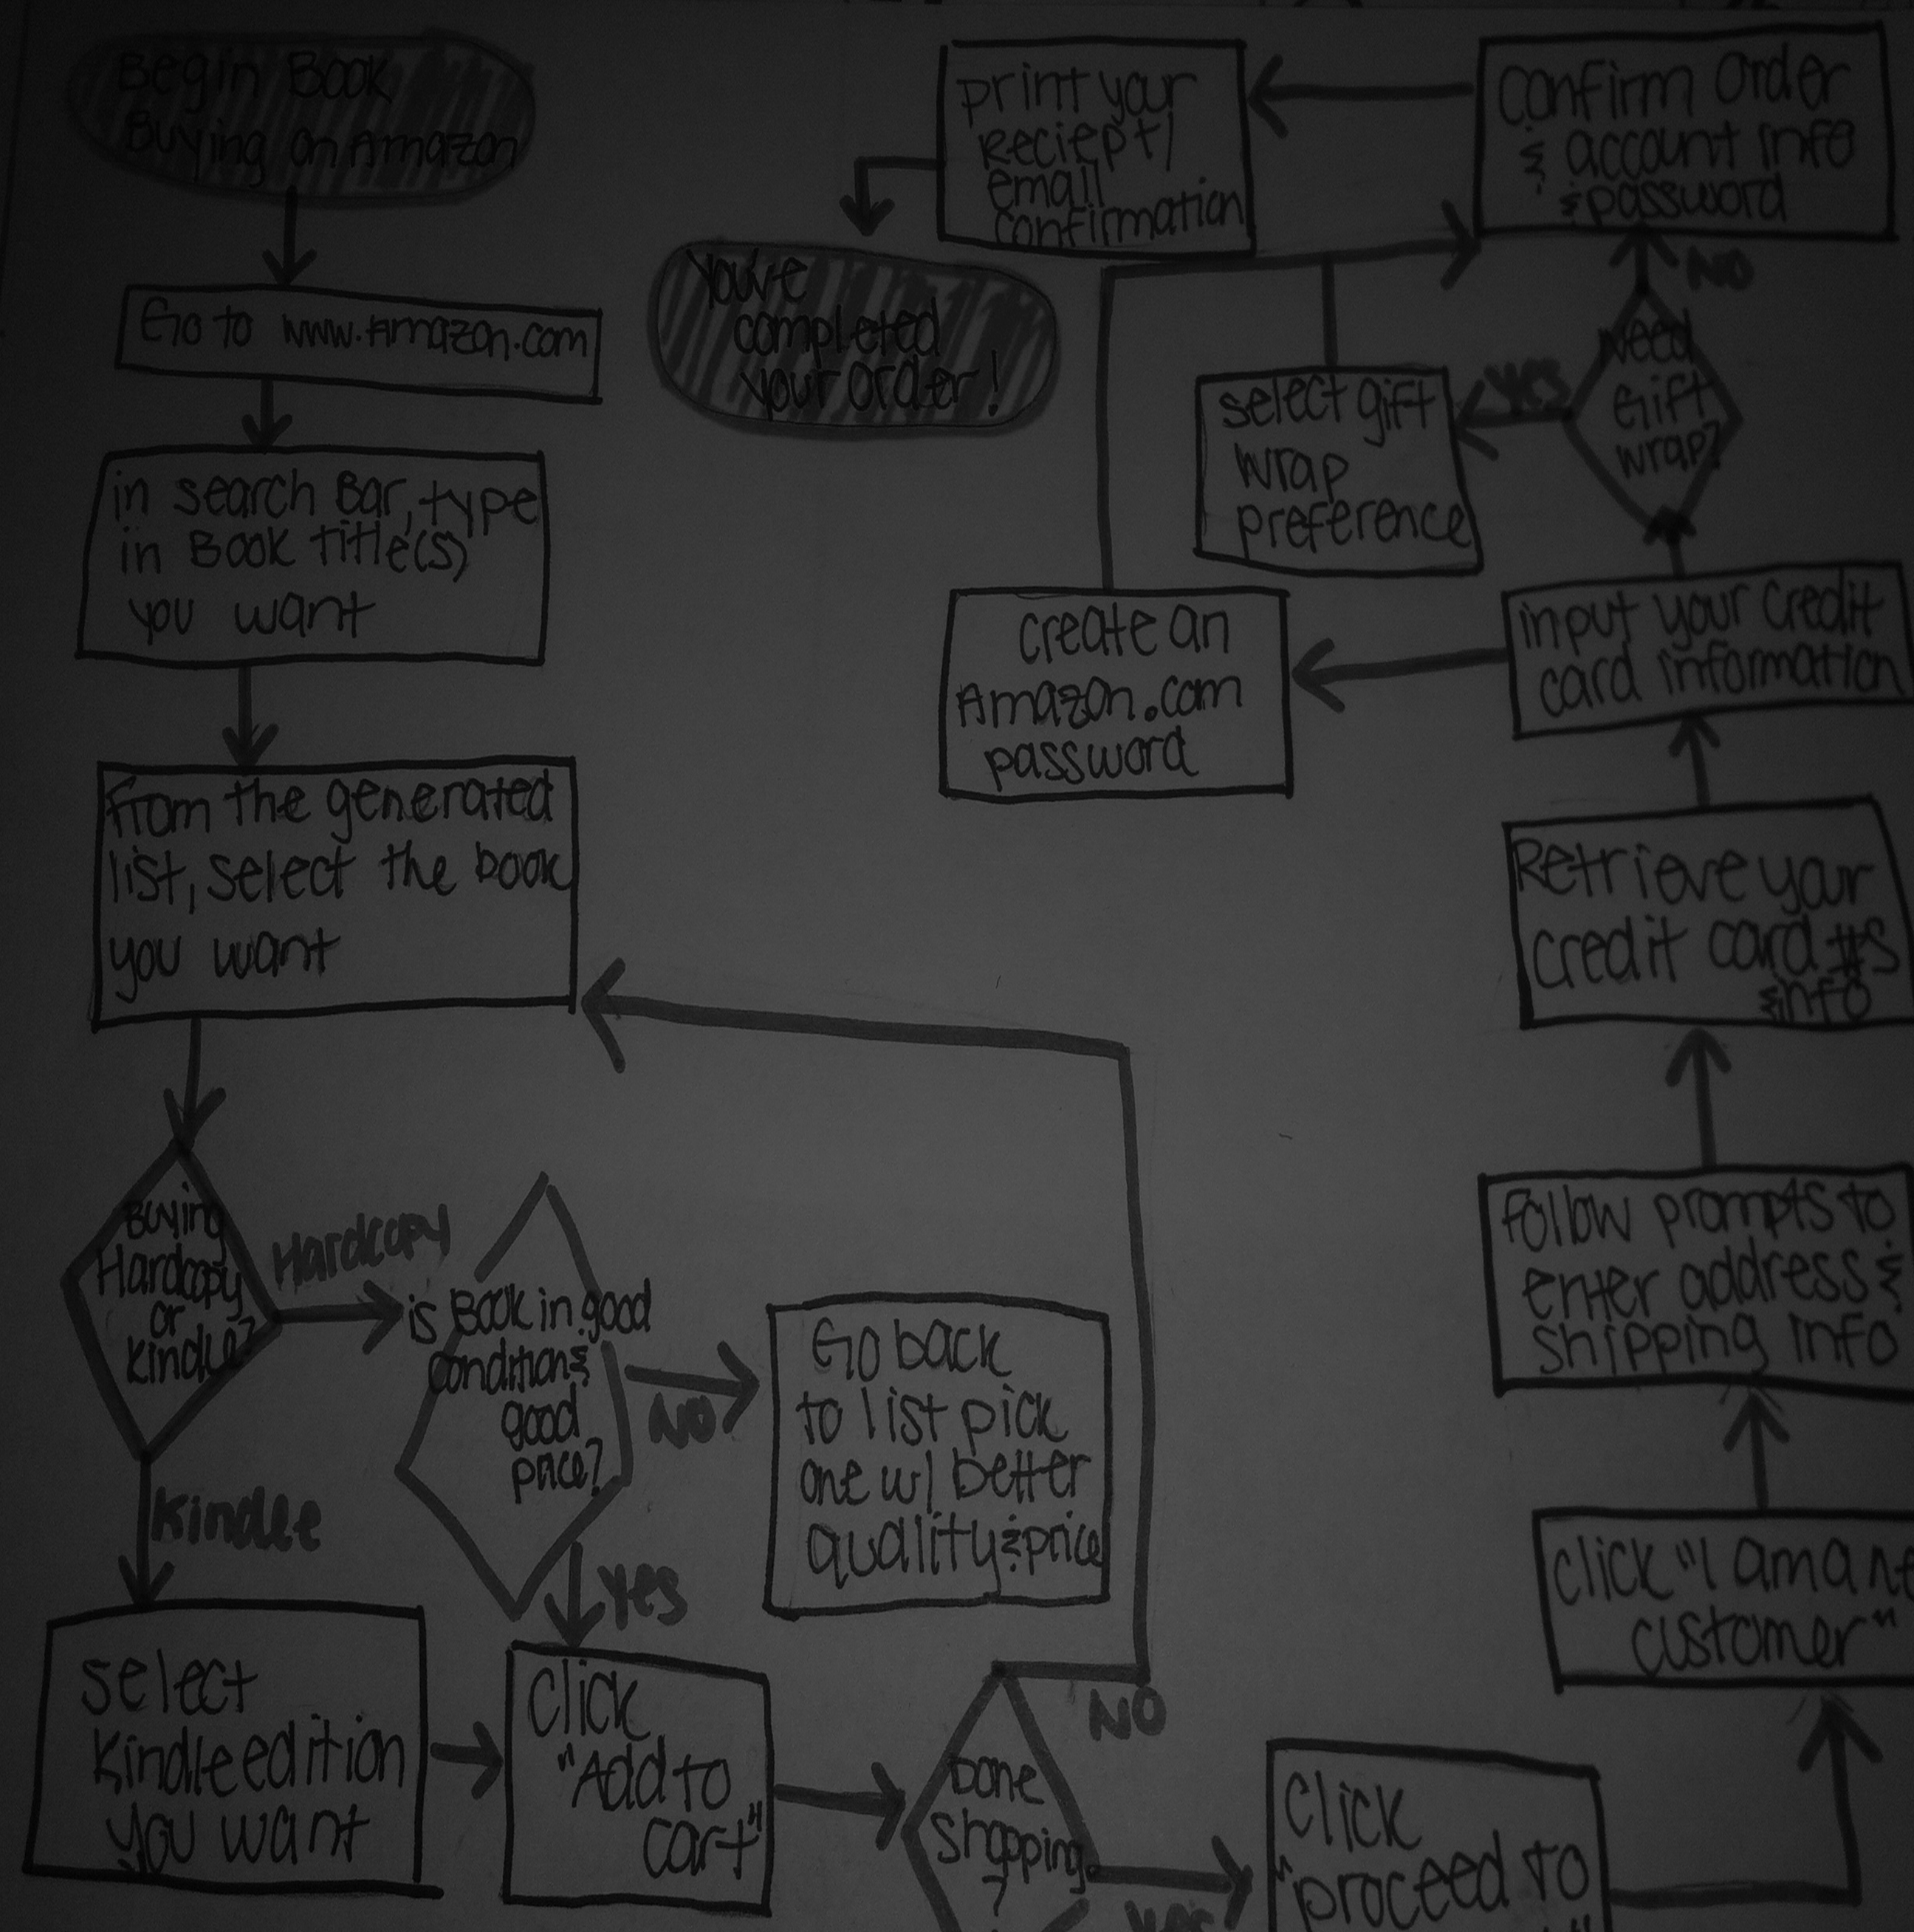 Begin Book
Buying on Amazon
Go to www.Amazon.com
in search Bar, type
in Book title(s)
you want
From the generated
list, select the book
you want
Buying
Hardcopy
or
Kindle?
Hardcopy
Kindle
is Book in good
condition &
good
price?
NO
Yes
Go back
to list pick
one w/ better
quality & price
select
Kindle edition
you want
Click
"Add to
cart"
Done
Shopping
?
NO
Yes
Click
"proceed to
click "I am a ne
customer"
Follow prompts to
enter address &
shipping info
Retrieve your
credit card #s
& info
input your credit
card information
create an
Amazon.com
password
Need
Gift
wrap?
Yes
NO
select gift
wrap
preference
Confirm Order
& account info
& password
print your
Reciept/
email
confirmation
You've
completed
your order!